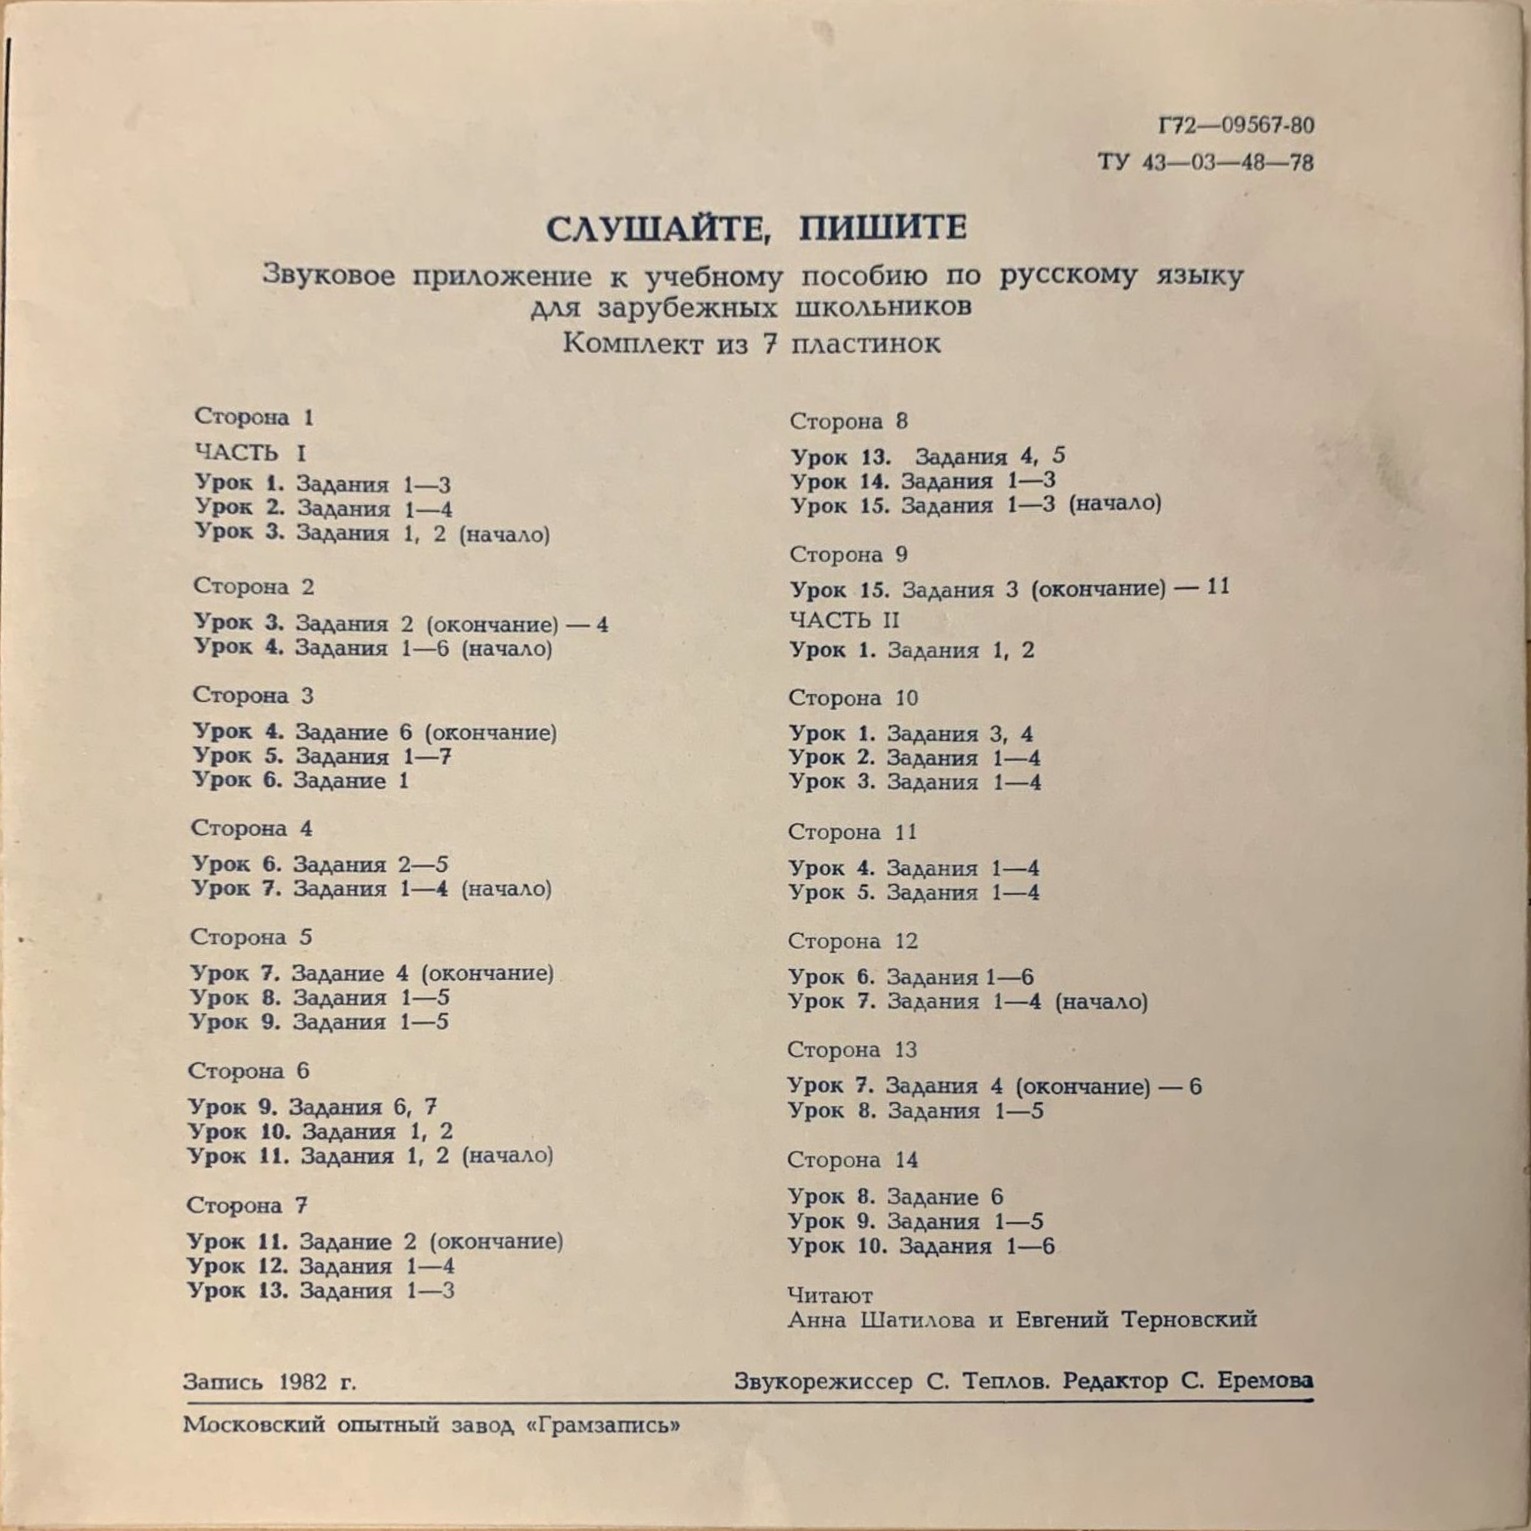 Г72—09567-80
ТУ 43—03—48—78
СЛУШАЙТЕ, ПИШИТЕ
Звуковое приложение к учебному пособию по русскому языку
для зарубежных школьников
Комплект из 7 пластинок
Сторона 1
ЧАСТЬ I
Урок 1. Задания 1—3
Урок 2. Задания 1—4
Урок 3. Задания 1, 2 (начало)
Сторона 2
Урок 3. Задания 2 (окончание) — 4
Урок 4. Задания 1—6 (начало)
Сторона 3
Урок 4. Задание 6 (окончание)
Урок 5. Задания 1—7
Урок 6. Задание 1
Сторона 4
Урок 6. Задания 2—5
Урок 7. Задания 1—4 (начало)
Сторона 5
Урок 7. Задание 4 (окончание)
Урок 8. Задания 1—5
Урок 9. Задания 1—5
Сторона 6
Урок 9. Задания 6, 7
Урок 10. Задания 1, 2
Урок 11. Задания 1, 2 (начало)
Сторона 7
Урок 11. Задание 2 (окончание)
Урок 12. Задания 1—4
Урок 13. Задания 1—3
Сторона 8
Урок 13. Задания 4, 5
Урок 14. Задания 1—3
Урок 15. Задания 1—3 (начало)
Сторона 9
Урок 15. Задания 3 (окончание) — 11
ЧАСТЬ II
Урок 1. Задания 1, 2
Сторона 10
Урок 1. Задания 3, 4
Урок 2. Задания 1—4
Урок 3. Задания 1—4
Сторона 11
Урок 4. Задания 1—4
Урок 5. Задания 1—4
Сторона 12
Урок 6. Задания 1—6
Урок 7. Задания 1—4 (начало)
Сторона 13
Урок 7. Задания 4 (окончание) — 6
Урок 8. Задания 1—5
Сторона 14
Урок 8. Задание 6
Урок 9. Задания 1—5
Урок 10. Задания 1—6
Читают
Анна Шатилова и Евгений Терновский
Запись 1982 г.
Звукорежиссер С. Теплов. Редактор С. Еремова
Московский опытный завод «Грамзапись»